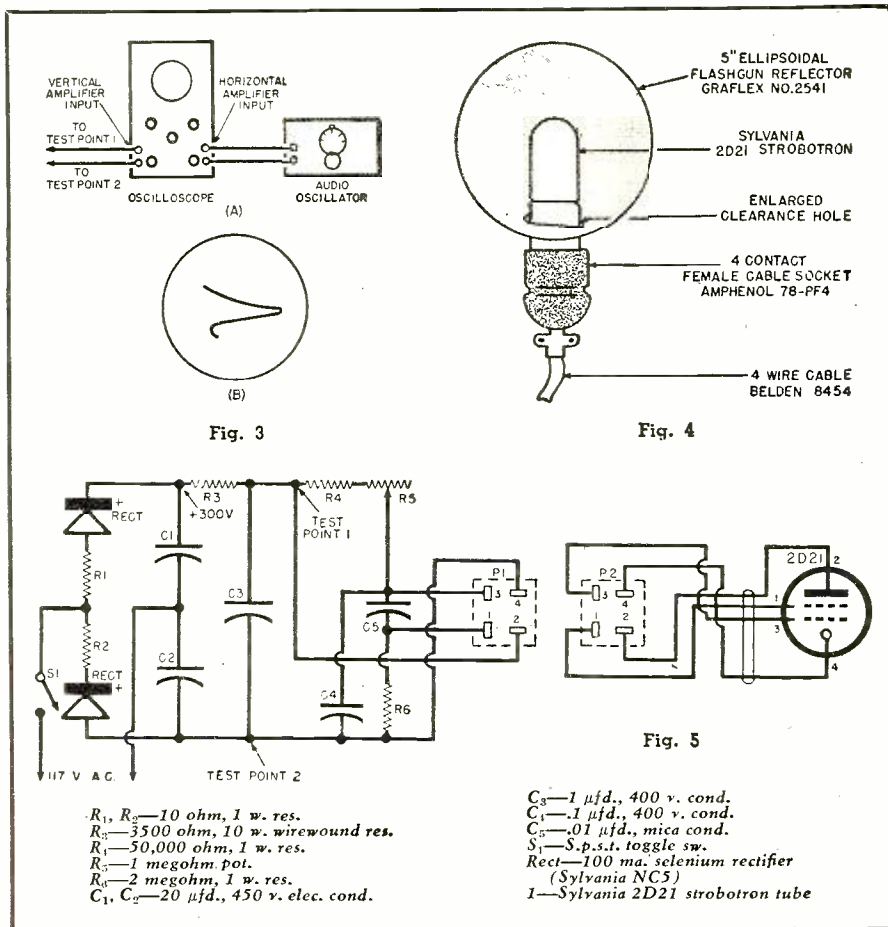 VERTICAL
AMPLIFIER
INPUT
HORIZONTAL
AMPLIFIER
INPUT
TO
TEST POINT 1
TO
TEST POINT 2
OSCILLOSCOPE
(A)
AUDIO
OSCILLATOR
(B)
Fig. 3
5" ELLIPSOIDAL
FLASHGUN REFLECTOR
GRAFLEX NO.2541
SYLVANIA
2D21 STROBOTRON
ENLARGED
CLEARANCE HOLE
4 CONTACT
FEMALE CABLE SOCKET
AMPHENOL 78-PF4
4 WIRE CABLE
BELDEN 8454
Fig. 4
+
RECT
R1
R2
RECT
+
S1
117 V A.C.
C1
C2
R3
+300V
C3
TEST
POINT 1
R4
R5
C5
C4
R6
P1
3
4
1
2
TEST POINT 2
P2
3
4
1
2
2D21
2
1
3
4
Fig. 5
R₁, R₂—10 ohm, 1 w. res.
R₃—3500 ohm, 10 w. wirewound res.
R₄—50,000 ohm, 1 w. res.
R₅—1 megohm pot.
R₆—2 megohm, 1 w. res.
C₁, C₂—20 µfd., 450 v. elec. cond.
C₃—1 µfd., 400 v. cond.
C₄—.1 µfd., 400 v. cond.
C₅—.01 µfd., mica cond.
S₁—S.p.s.t. toggle sw.
Rect—100 ma. selenium rectifier
(Sylvania NC5)
1—Sylvania 2D21 strobotron tube